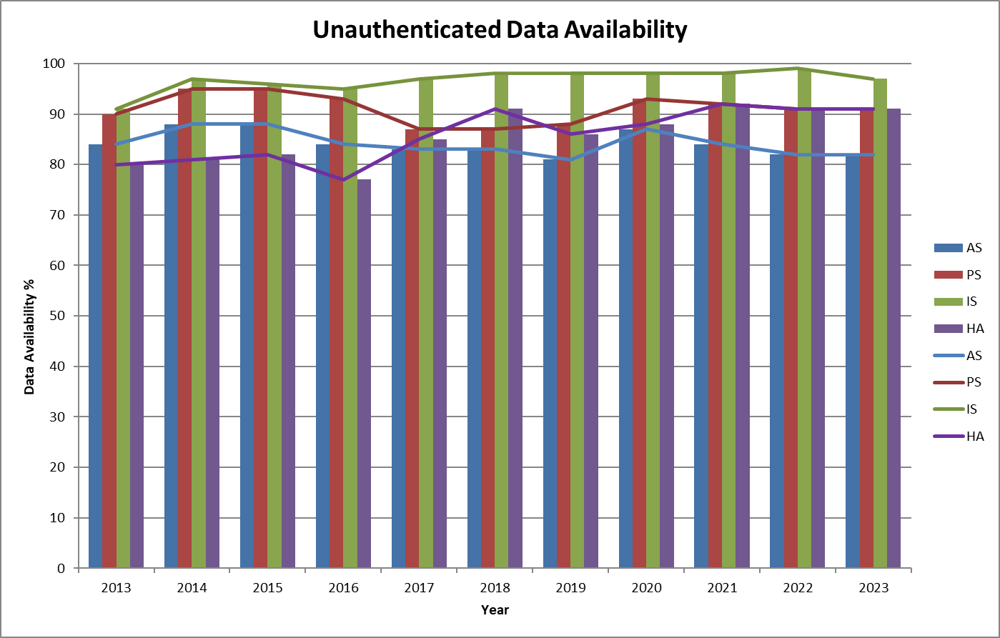 Unauthenticated Data Availability
Data Availability %
100
90
80
70
60
50
40
30
20
10
0
2013 2014 2015 2016 2017 2018 2019 2020 2021 2022 2023
Year
AS
PS
IS
HA
AS
PS
IS
HA